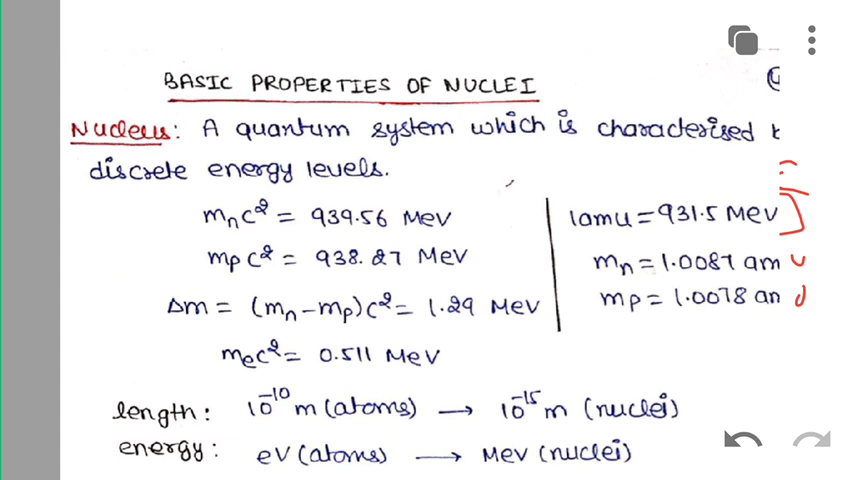 BASIC PROPERTIES OF NUCLEI
Nucleus: A quantum system which is characterised
discrete energy levels.
mₙc² = 939.56 MeV
mₚc² = 938.27 MeV
Δm = (mₙ-mₚ)c² = 1.29 MeV
mₑc² = 0.511 MeV
1amu = 931.5 MeV
mₙ = 1.0087 am
mₚ = 1.0078 an
length: 10⁻¹⁰ m (atoms) → 10⁻¹⁵ m (nuclei)
energy: eV (atoms) → MeV (nuclei)